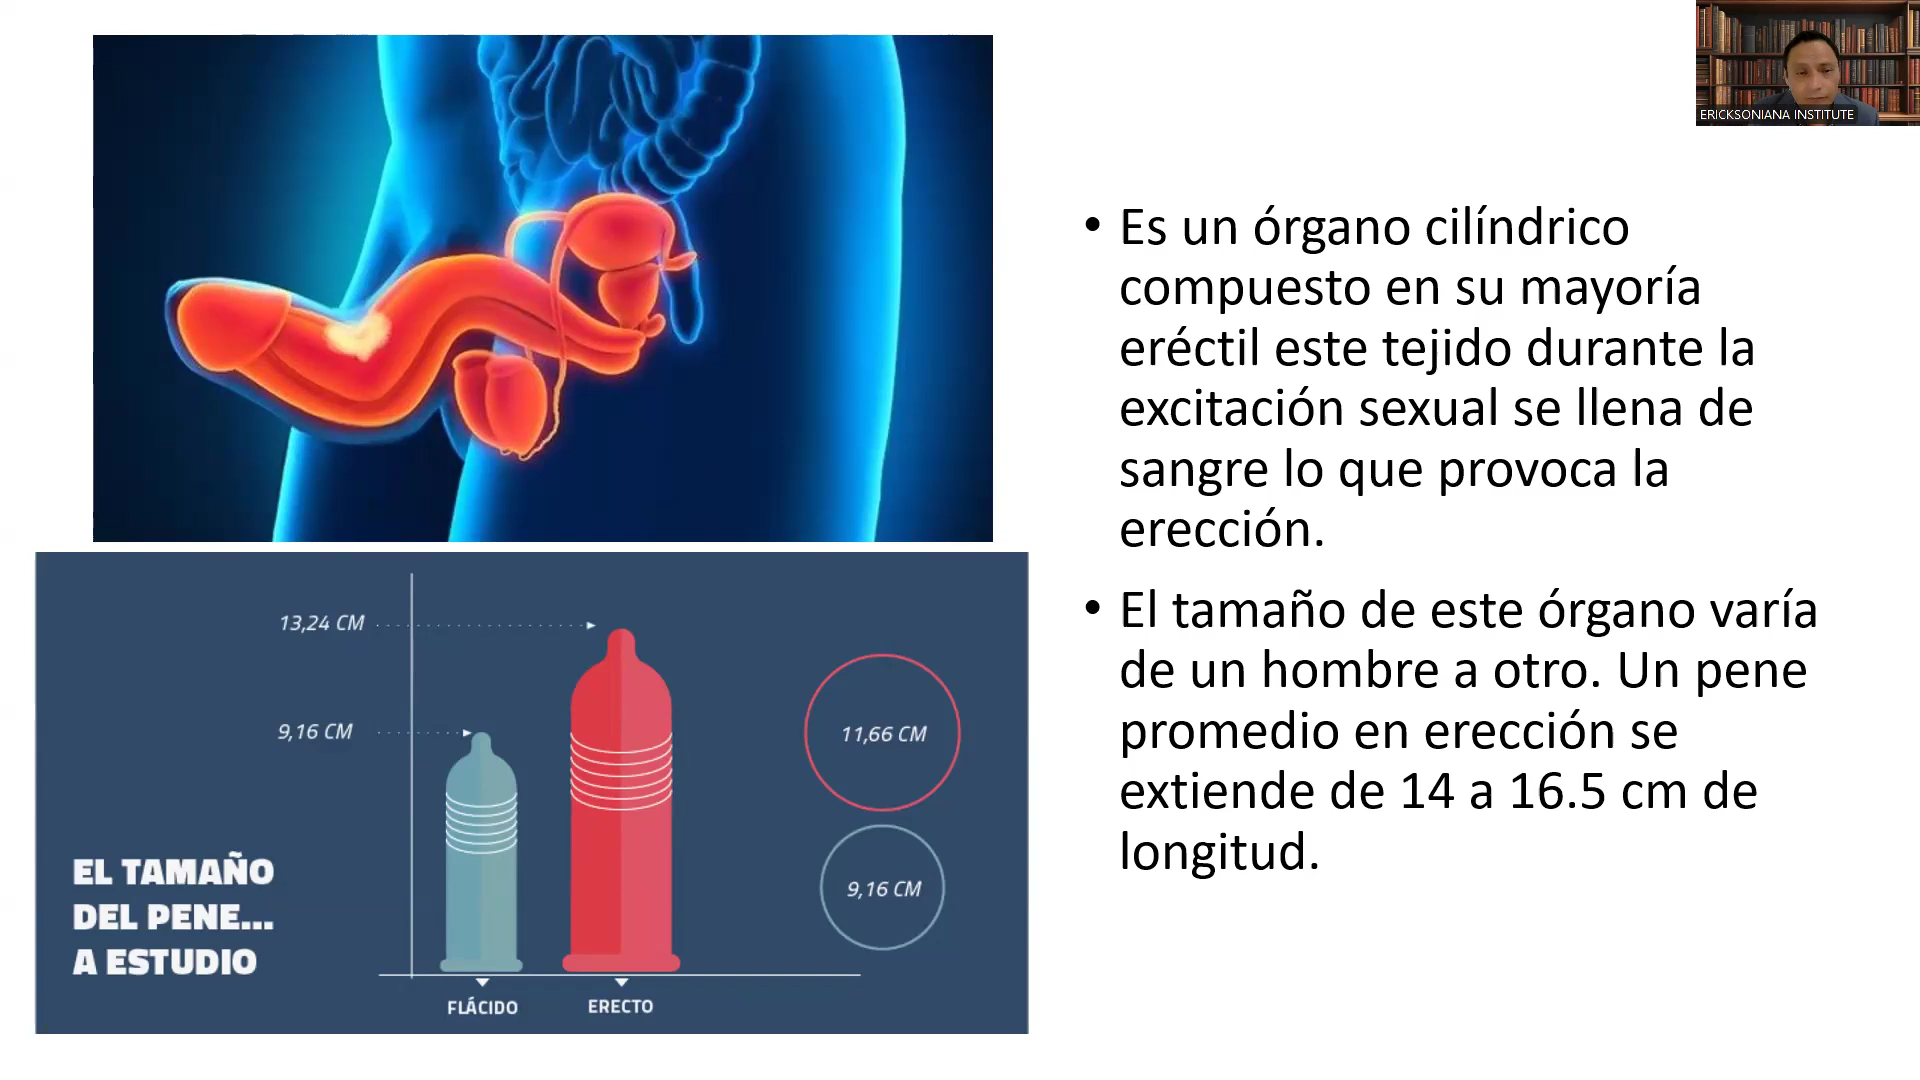 ERICKSONIANA INSTITUTE
• Es un órgano cilíndrico
compuesto en su mayoría
eréctil este tejido durante la
excitación sexual se llena de
sangre lo que provoca la
erección.
• El tamaño de este órgano varía
de un hombre a otro. Un pene
promedio en erección se
extiende de 14 a 16.5 cm de
longitud.
13,24 CM
9,16 CM
11,66 CM
9,16 CM
EL TAMAÑO
DEL PENE...
A ESTUDIO
FLÁCIDO
ERECTO